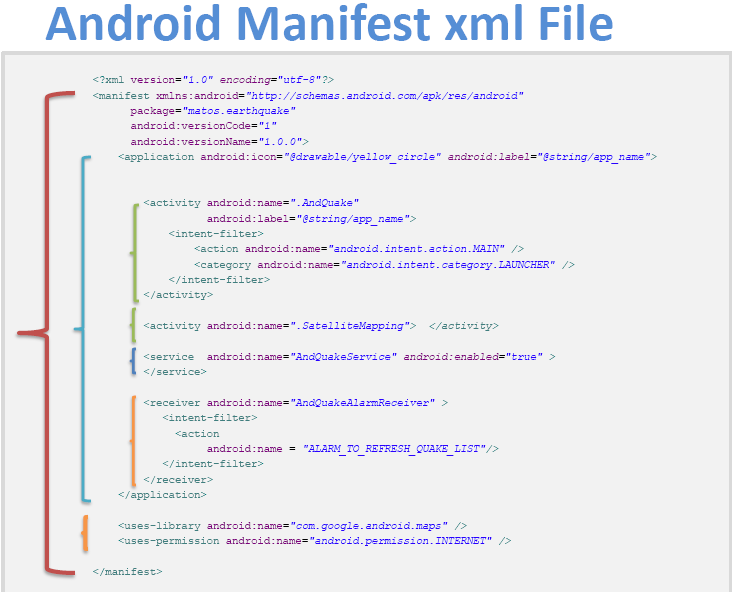 Android Manifest xml File
<?xml version="1.0" encoding="utf-8"?>
<manifest xmlns:android="http://schemas.android.com/apk/res/android"
package="matos.earthquake"
android:versionCode="1"
android:versionName="1.0.0">
<application android:icon="@drawable/yellow_circle" android:label="@string/app_name">
<activity android:name=".AndQuake"
android:label="@string/app_name">
<intent-filter>
<action android:name="android.intent.action.MAIN" />
<category android:name="android.intent.category.LAUNCHER" />
</intent-filter>
</activity>
<activity android:name=".SatelliteMapping">  </activity>
<service  android:name="AndQuakeService" android:enabled="true" >
</service>
<receiver android:name="AndQuakeAlarmReceiver" >
<intent-filter>
<action
android:name = "ALARM_TO_REFRESH_QUAKE_LIST"/>
</intent-filter>
</receiver>
</application>
<uses-library android:name="com.google.android.maps" />
<uses-permission android:name="android.permission.INTERNET" />
</manifest>